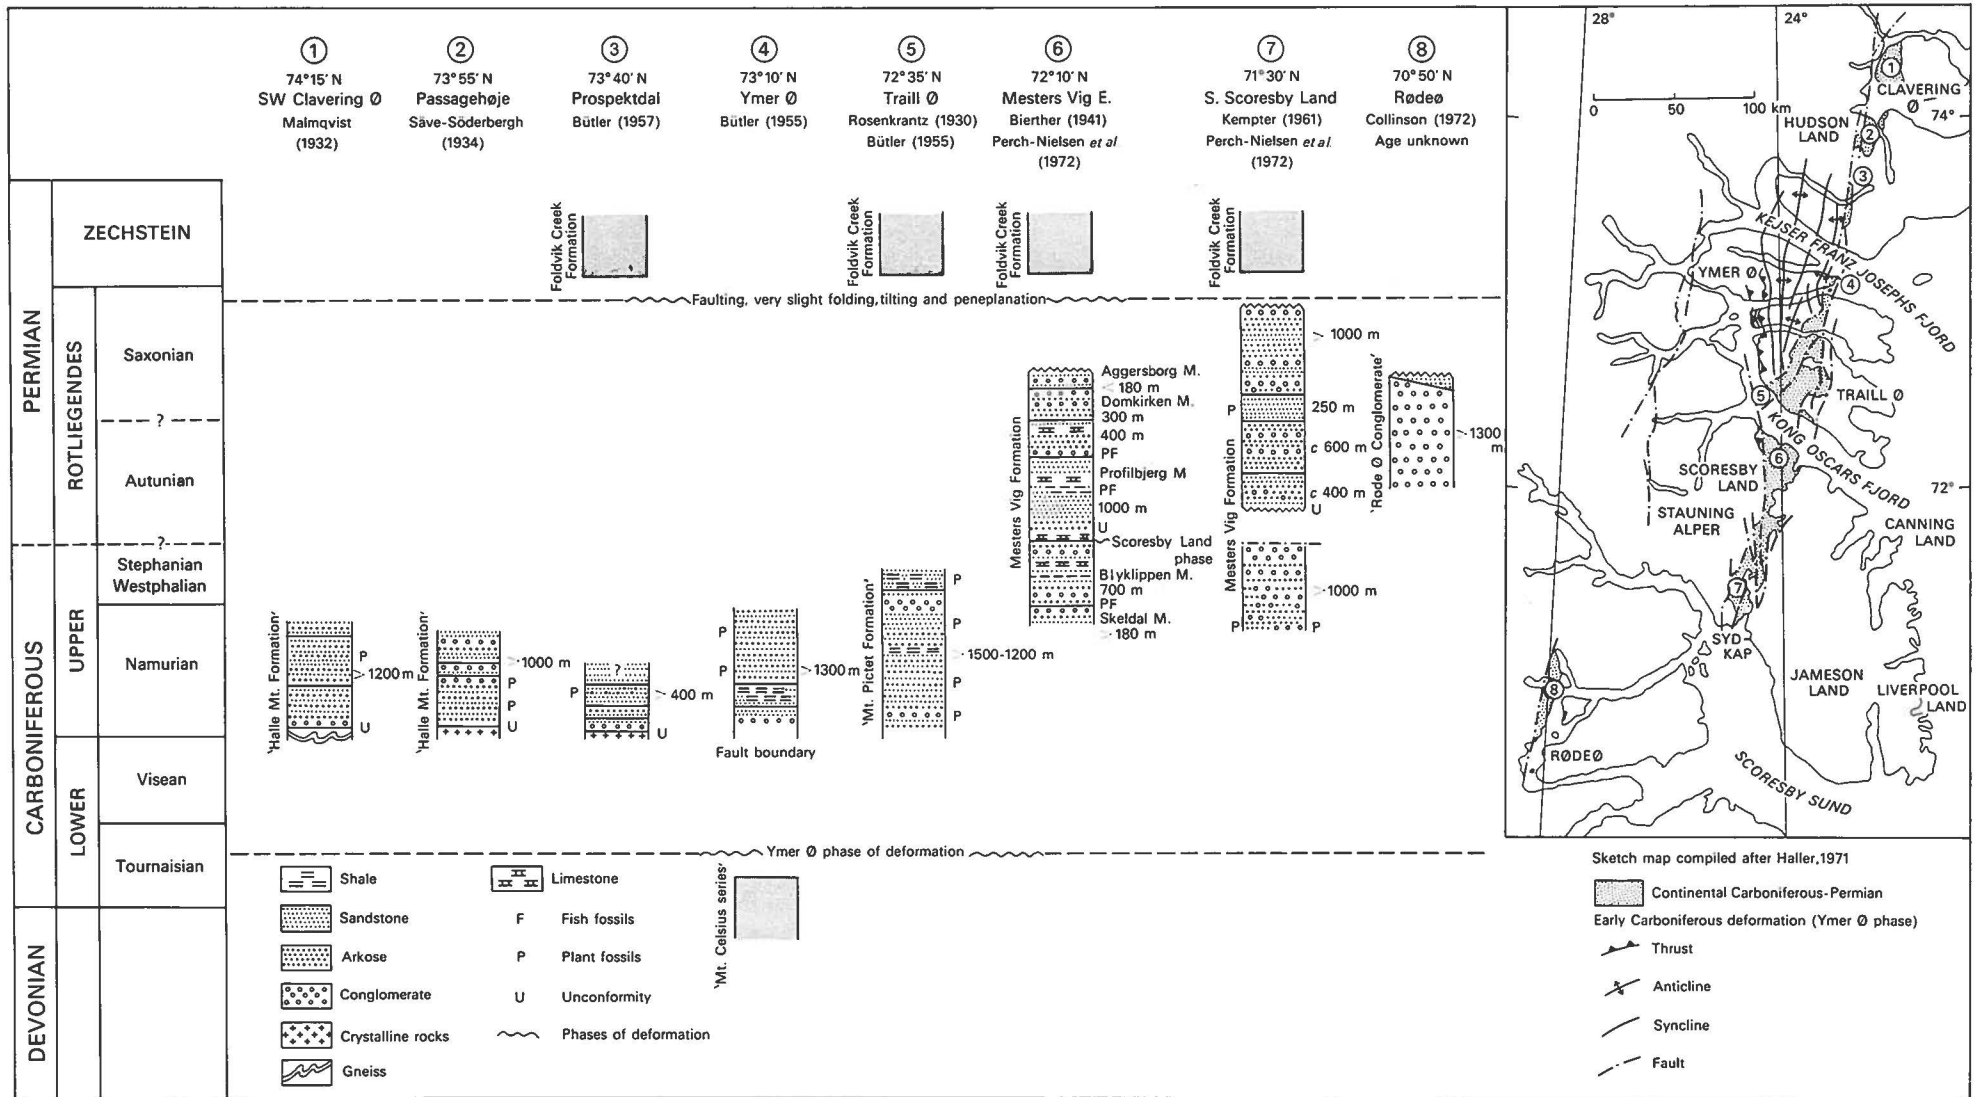 1
74°15' N
SW Clavering Ø
Malmqvist
(1932)
2
73°55' N
Passagehøje
Säve-Söderbergh
(1934)
3
73°40' N
Prospektdal
Bütler (1957)
4
73°10' N
Ymer Ø
Bütler (1955)
5
72°35' N
Traill Ø
Rosenkrantz (1930)
Bütler (1955)
6
72°10' N
Mesters Vig E.
Bierther (1941)
Perch-Nielsen et al
(1972)
7
71°30' N
S. Scoresby Land
Kempter (1961)
Perch-Nielsen et al.
(1972)
8
70°50' N
Rødeø
Collinson (1972)
Age unknown
PERMIAN
CARBONIFEROUS
DEVONIAN
ZECHSTEIN
ROTLIEGENDES
UPPER
LOWER
Saxonian
?
Autunian
?
Stephanian
Westphalian
Namurian
Visean
Tournaisian
Foldvik Creek
Formation
Foldvik Creek
Formation
Foldvik Creek
Formation
Foldvik Creek
Formation
Faulting, very slight folding, tilting and peneplanation
'Halle Mt. Formation'
P
> 1200 m
U
'Halle Mt. Formation'
> 1000 m
P
P
U
?
P
~ 400 m
U
P
P
> 1300 m
Fault boundary
'Mt. Pictet Formation'
P
P
> 1500-1200 m
P
P
Mesters Vig Formation
Aggersborg M.
< 180 m
Domkirken M.
300 m
400 m
PF
Profilbjerg M
PF
1000 m
U
Scoresby Land
phase
Blyklippen M.
700 m
PF
Skeldal M.
> 180 m
Mesters Vig Formation
> 1000 m
P
250 m
c 600 m
c 400 m
U
> 1000 m
P
P
'Røde Ø Conglomerate'
> 1300
m
Ymer Ø phase of deformation
'Mt. Celsius series'
Shale
Sandstone
Arkose
Conglomerate
Crystalline rocks
Gneiss
Limestone
F Fish fossils
P Plant fossils
U Unconformity
Phases of deformation
28°
24°
0 50 100 km
74°
72°
1
CLAVERING
Ø
HUDSON
LAND
2
3
KEJSER FRANZ JOSEPHS FJORD
YMER Ø
4
5
TRAILL Ø
KONG OSCARS FJORD
6
SCORESBY
LAND
STAUNING
ALPER
CANNING
LAND
7
SYD
KAP
JAMESON
LAND
LIVERPOOL
LAND
8
RØDEØ
SCORESBY SUND
Sketch map compiled after Haller, 1971
Continental Carboniferous-Permian
Early Carboniferous deformation (Ymer Ø phase)
Thrust
Anticline
Syncline
Fault